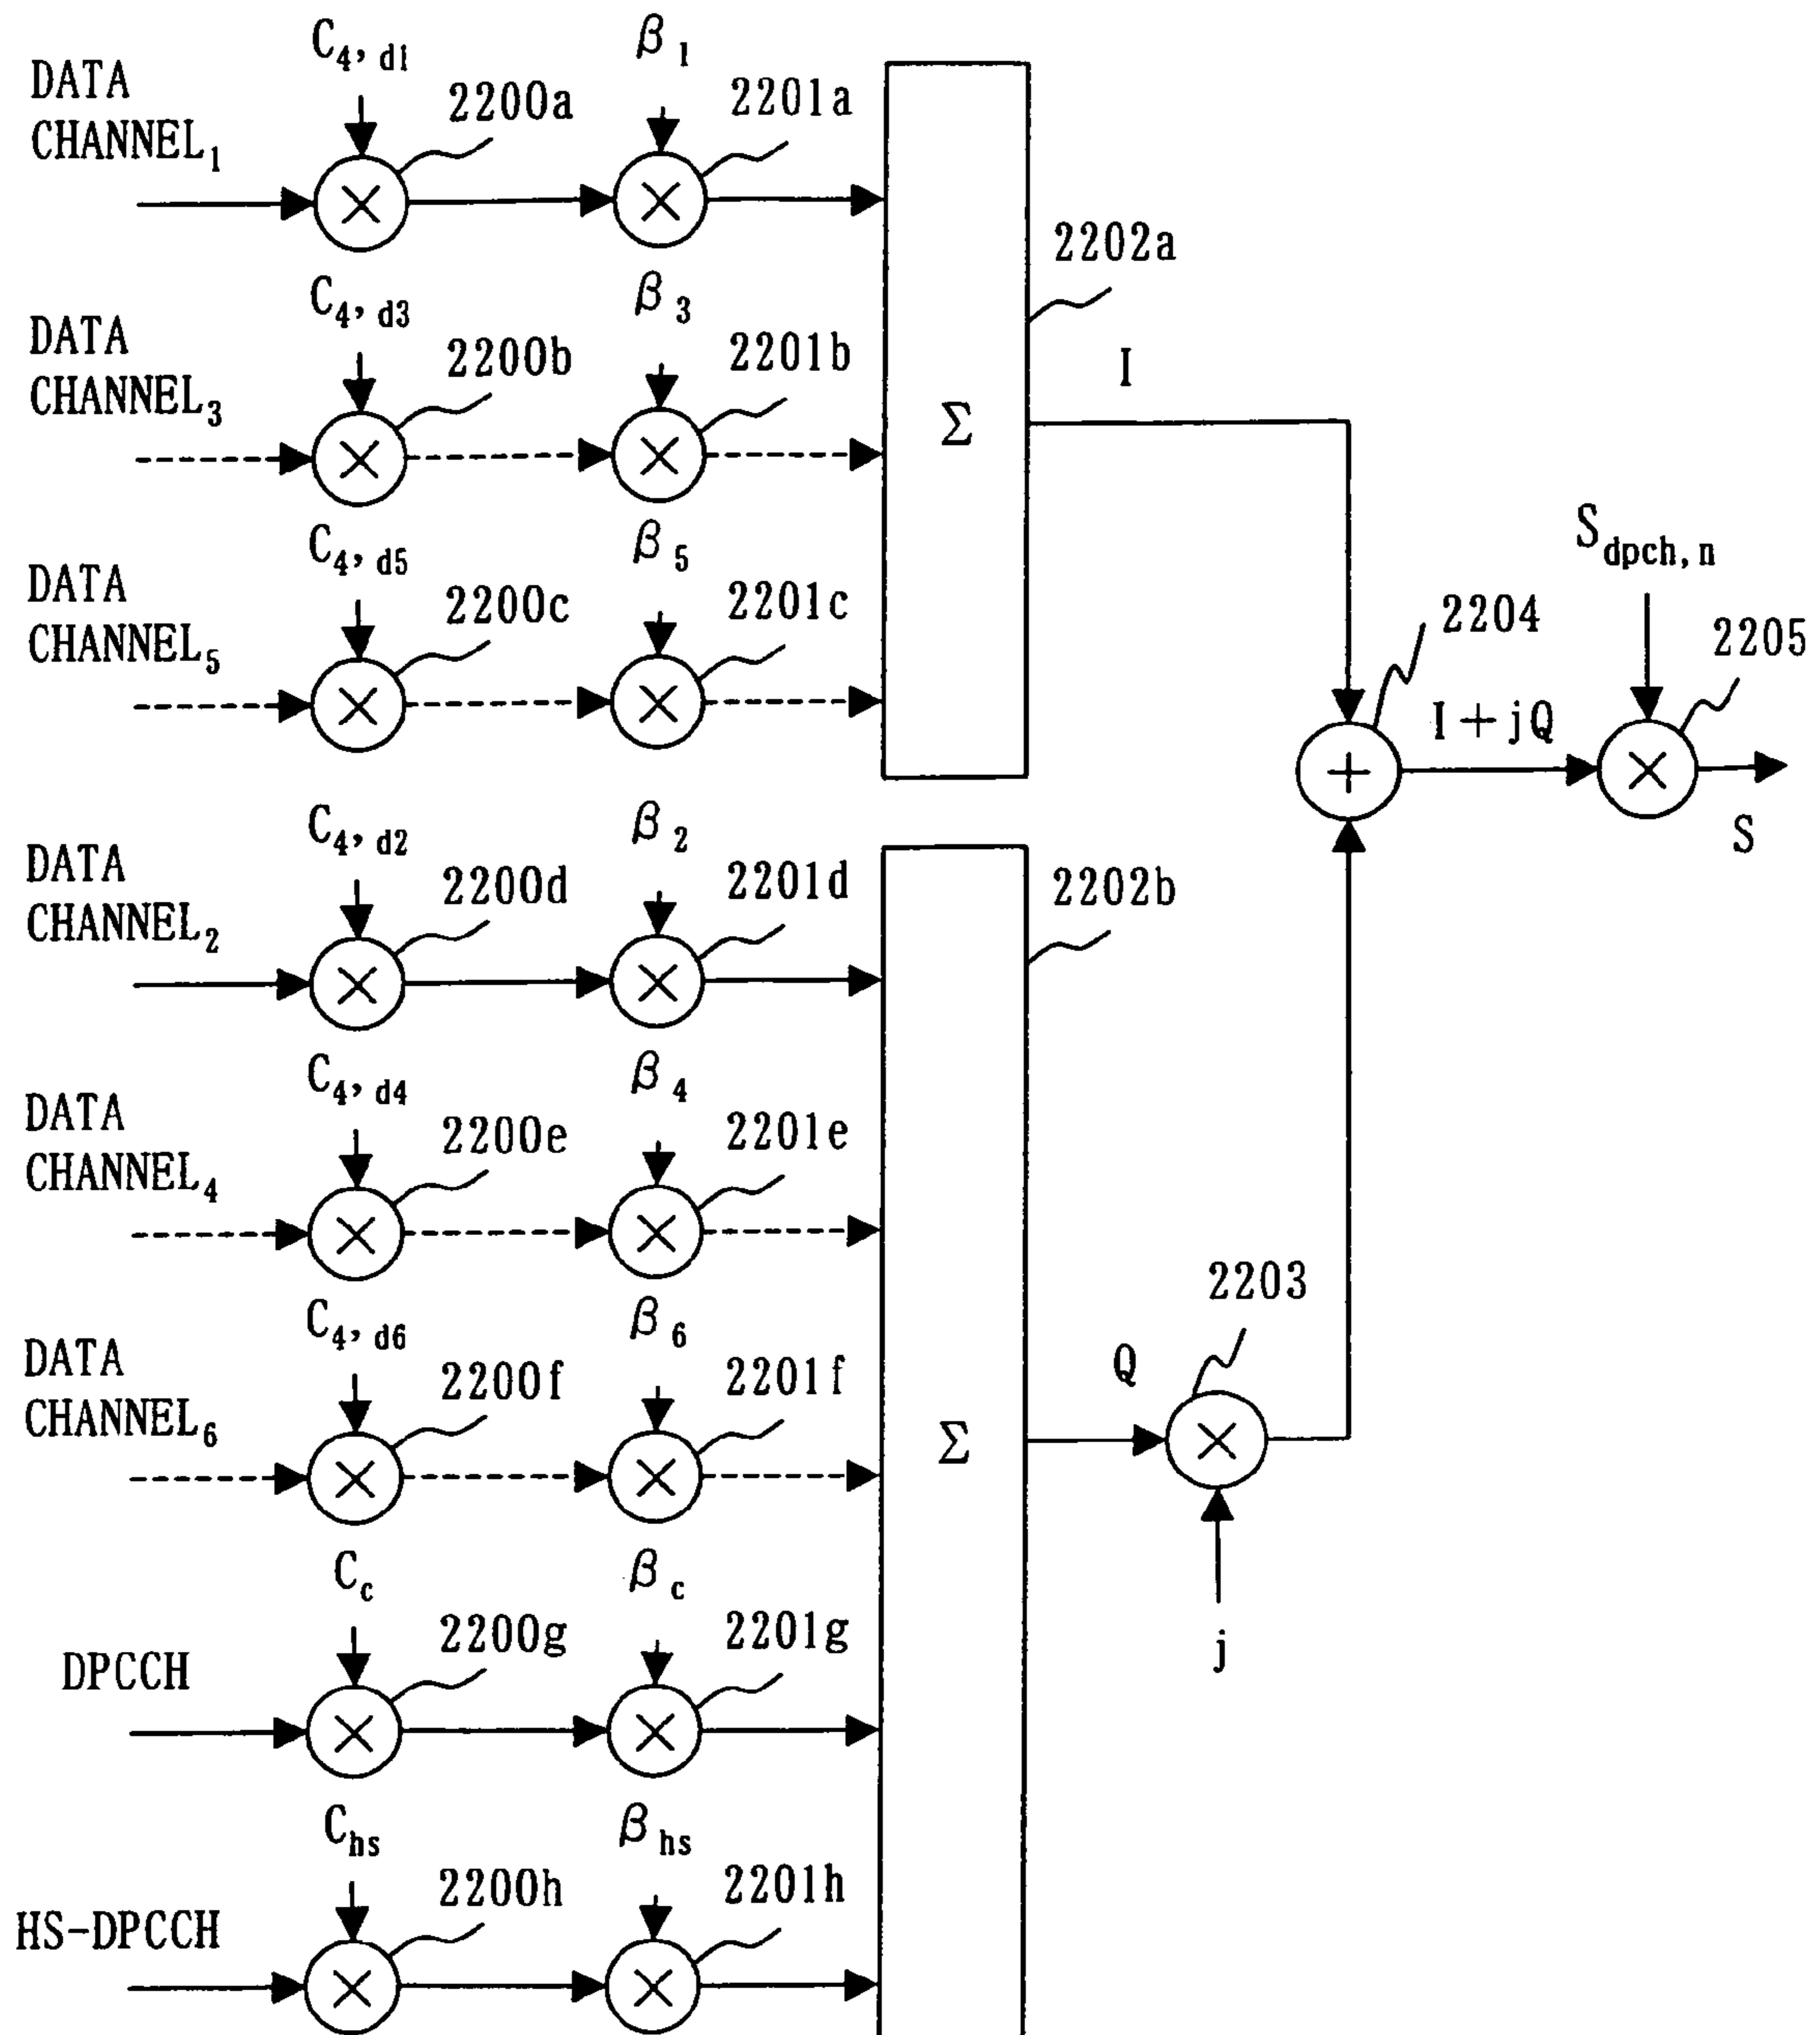 C4, d1
β1
DATA
CHANNEL1
2200a
2201a
2202a
C4, d3
β3
DATA
CHANNEL3
2200b
2201b
I
Σ
C4, d5
β5
DATA
CHANNEL5
2200c
2201c
Sdpch, n
2204
2205
I+jQ
S
C4, d2
β2
DATA
CHANNEL2
2200d
2201d
2202b
C4, d4
β4
DATA
CHANNEL4
2200e
2201e
2203
C4, d6
β6
DATA
CHANNEL6
2200f
2201f
Q
Σ
j
Cc
βc
DPCCH
2200g
2201g
Chs
βhs
HS-DPCCH
2200h
2201h